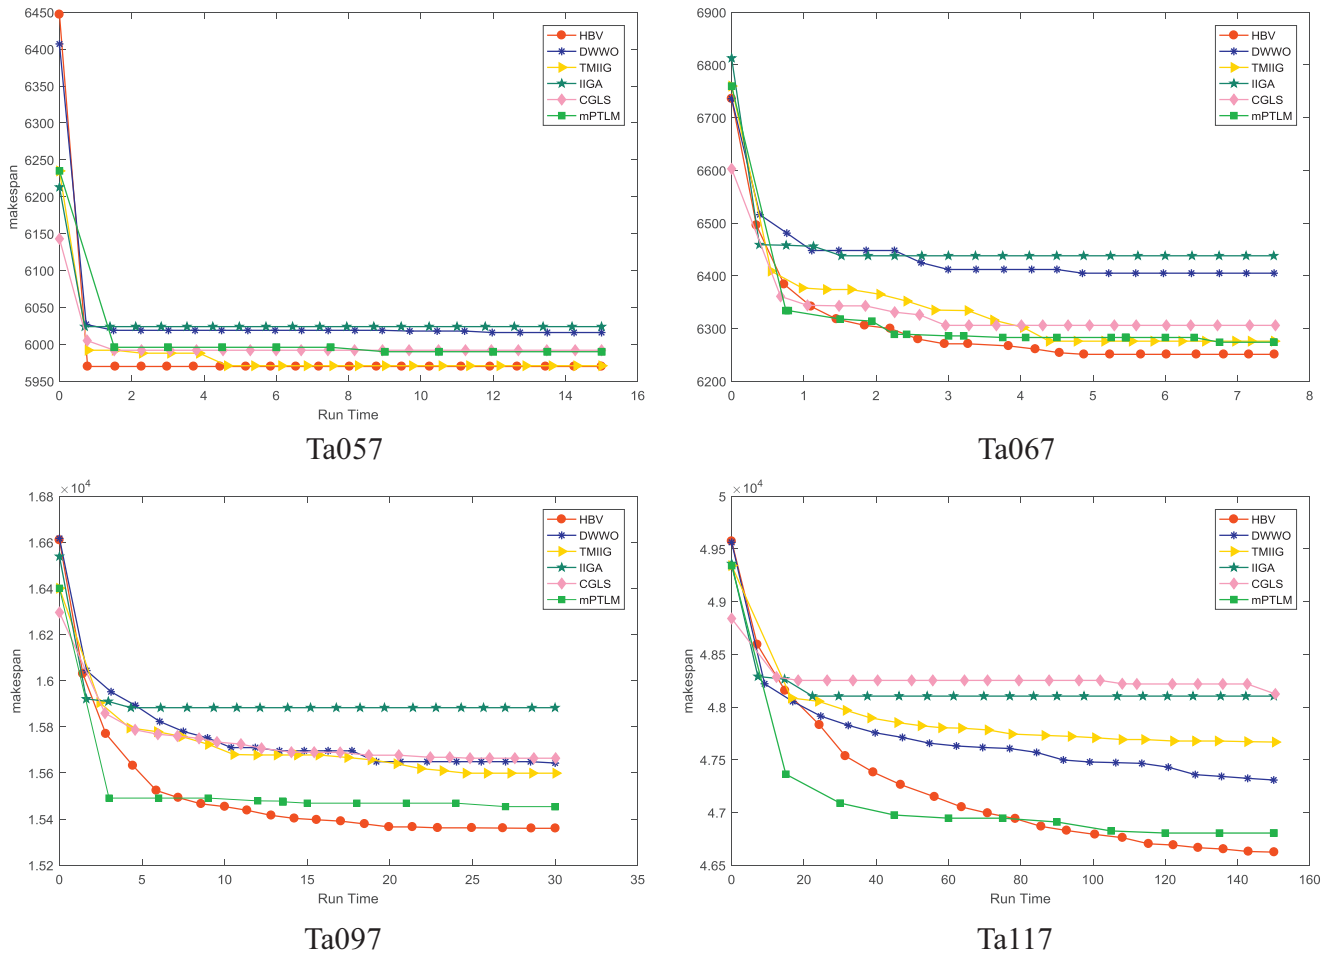 6450
6400
6350
6300
6250
6200
6150
6100
6050
6000
5950
makespan
0 2 4 6 8 10 12 14 16
Run Time
HBV
DWWO
TMIIG
IIGA
CGLS
mPTLM
Ta057
6900
6800
6700
6600
6500
6400
6300
6200
0 1 2 3 4 5 6 7 8
HBV
DWWO
TMIIG
IIGA
CGLS
mPTLM
Ta067
×10⁴
1.68
1.66
1.64
1.62
1.6
1.58
1.56
1.54
1.52
makespan
0 5 10 15 20 25 30 35
Run Time
HBV
DWWO
TMIIG
IIGA
CGLS
mPTLM
Ta097
×10⁴
5
4.95
4.9
4.85
4.8
4.75
4.7
4.65
makespan
0 20 40 60 80 100 120 140 160
Run Time
HBV
DWWO
TMIIG
IIGA
CGLS
mPTLM
Ta117